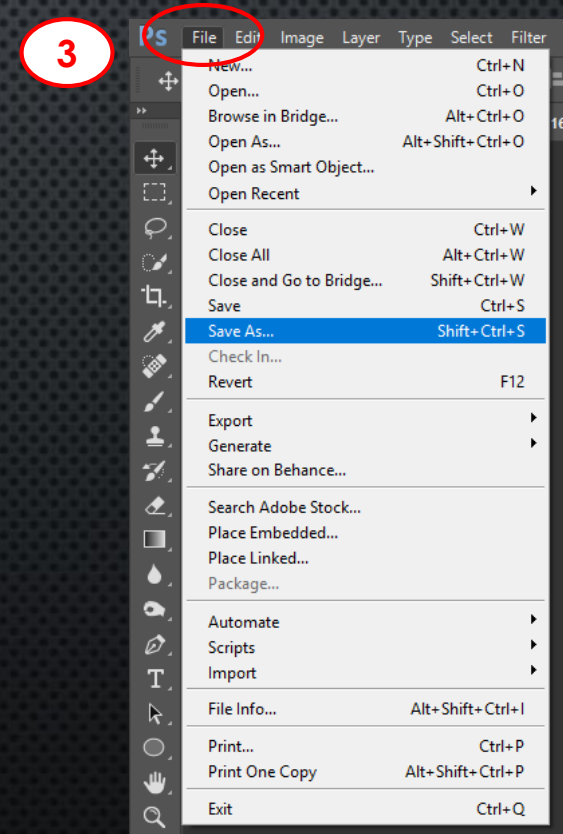 3
Ps File Edit Image Layer Type Select Filter
New... Ctrl+N
Open... Ctrl+O
Browse in Bridge... Alt+Ctrl+O
Open As... Alt+Shift+Ctrl+O
Open as Smart Object...
Open Recent
Close Ctrl+W
Close All Alt+Ctrl+W
Close and Go to Bridge... Shift+Ctrl+W
Save Ctrl+S
Save As... Shift+Ctrl+S
Check In...
Revert F12
Export
Generate
Share on Behance...
Search Adobe Stock...
Place Embedded...
Place Linked...
Package...
Automate
Scripts
Import
File Info... Alt+Shift+Ctrl+I
Print... Ctrl+P
Print One Copy Alt+Shift+Ctrl+P
Exit Ctrl+Q